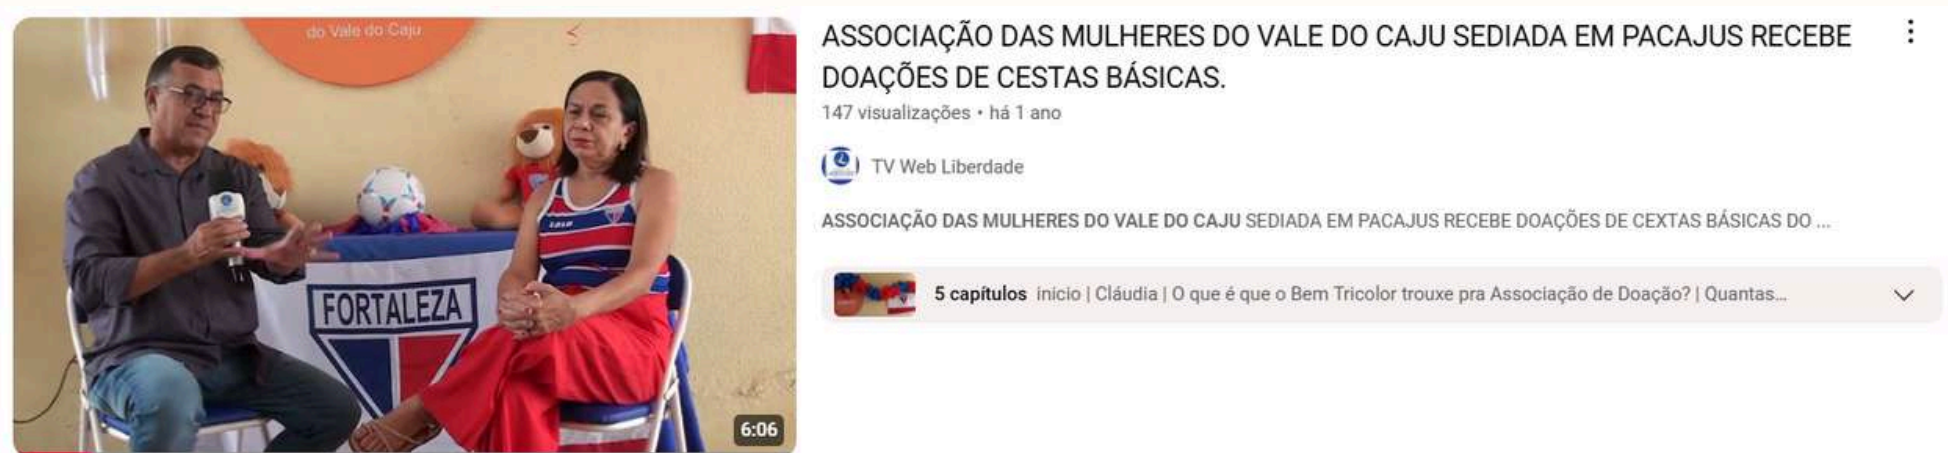 do Vale do Caju
FORTALEZA
6:06
ASSOCIAÇÃO DAS MULHERES DO VALE DO CAJU SEDIADA EM PACAJUS RECEBE
DOAÇÕES DE CESTAS BÁSICAS.
147 visualizações • há 1 ano
TV Web Liberdade
ASSOCIAÇÃO DAS MULHERES DO VALE DO CAJU SEDIADA EM PACAJUS RECEBE DOAÇÕES DE CEXTAS BÁSICAS DO ...
5 capítulos inicio | Cláudia | O que é que o Bem Tricolor trouxe pra Associação de Doação? | Quantas...